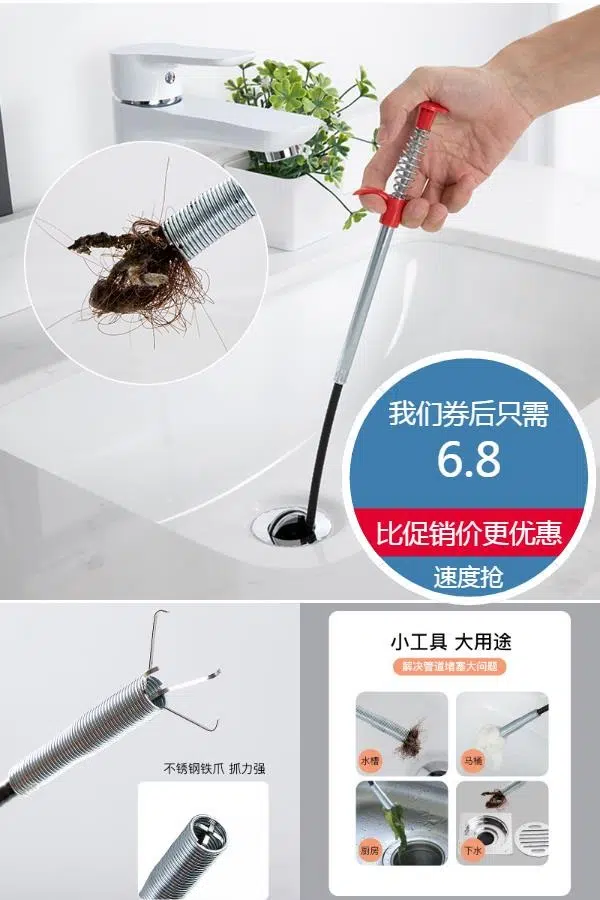 我们券后只需
6.8
比促销价更优惠
速度抢
不锈钢铁爪 抓力强
小工具 大用途
解决管道堵塞大问题
水槽
马桶
厨房
下水